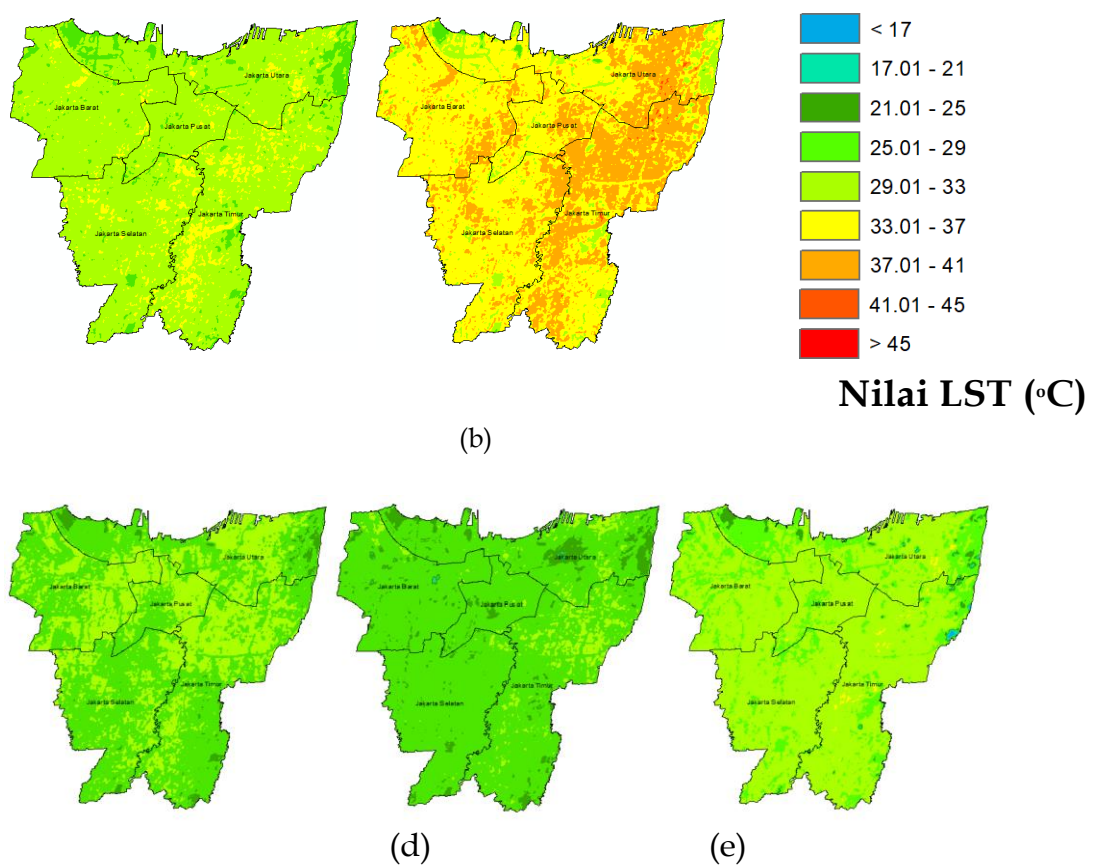 Jakarta Utara
Jakarta Barat
Jakarta Pusat
Jakarta Timur
Jakarta Selatan
Jakarta Utara
Jakarta Barat
Jakarta Pusat
Jakarta Timur
Jakarta Selatan
< 17
17.01 - 21
21.01 - 25
25.01 - 29
29.01 - 33
33.01 - 37
37.01 - 41
41.01 - 45
> 45
Nilai LST (°C)
(b)
Jakarta Utara
Jakarta Barat
Jakarta Pusat
Jakarta Timur
Jakarta Selatan
Jakarta Utara
Jakarta Barat
Jakarta Pusat
Jakarta Timur
Jakarta Selatan
Jakarta Utara
Jakarta Barat
Jakarta Pusat
Jakarta Timur
Jakarta Selatan
(d)
(e)